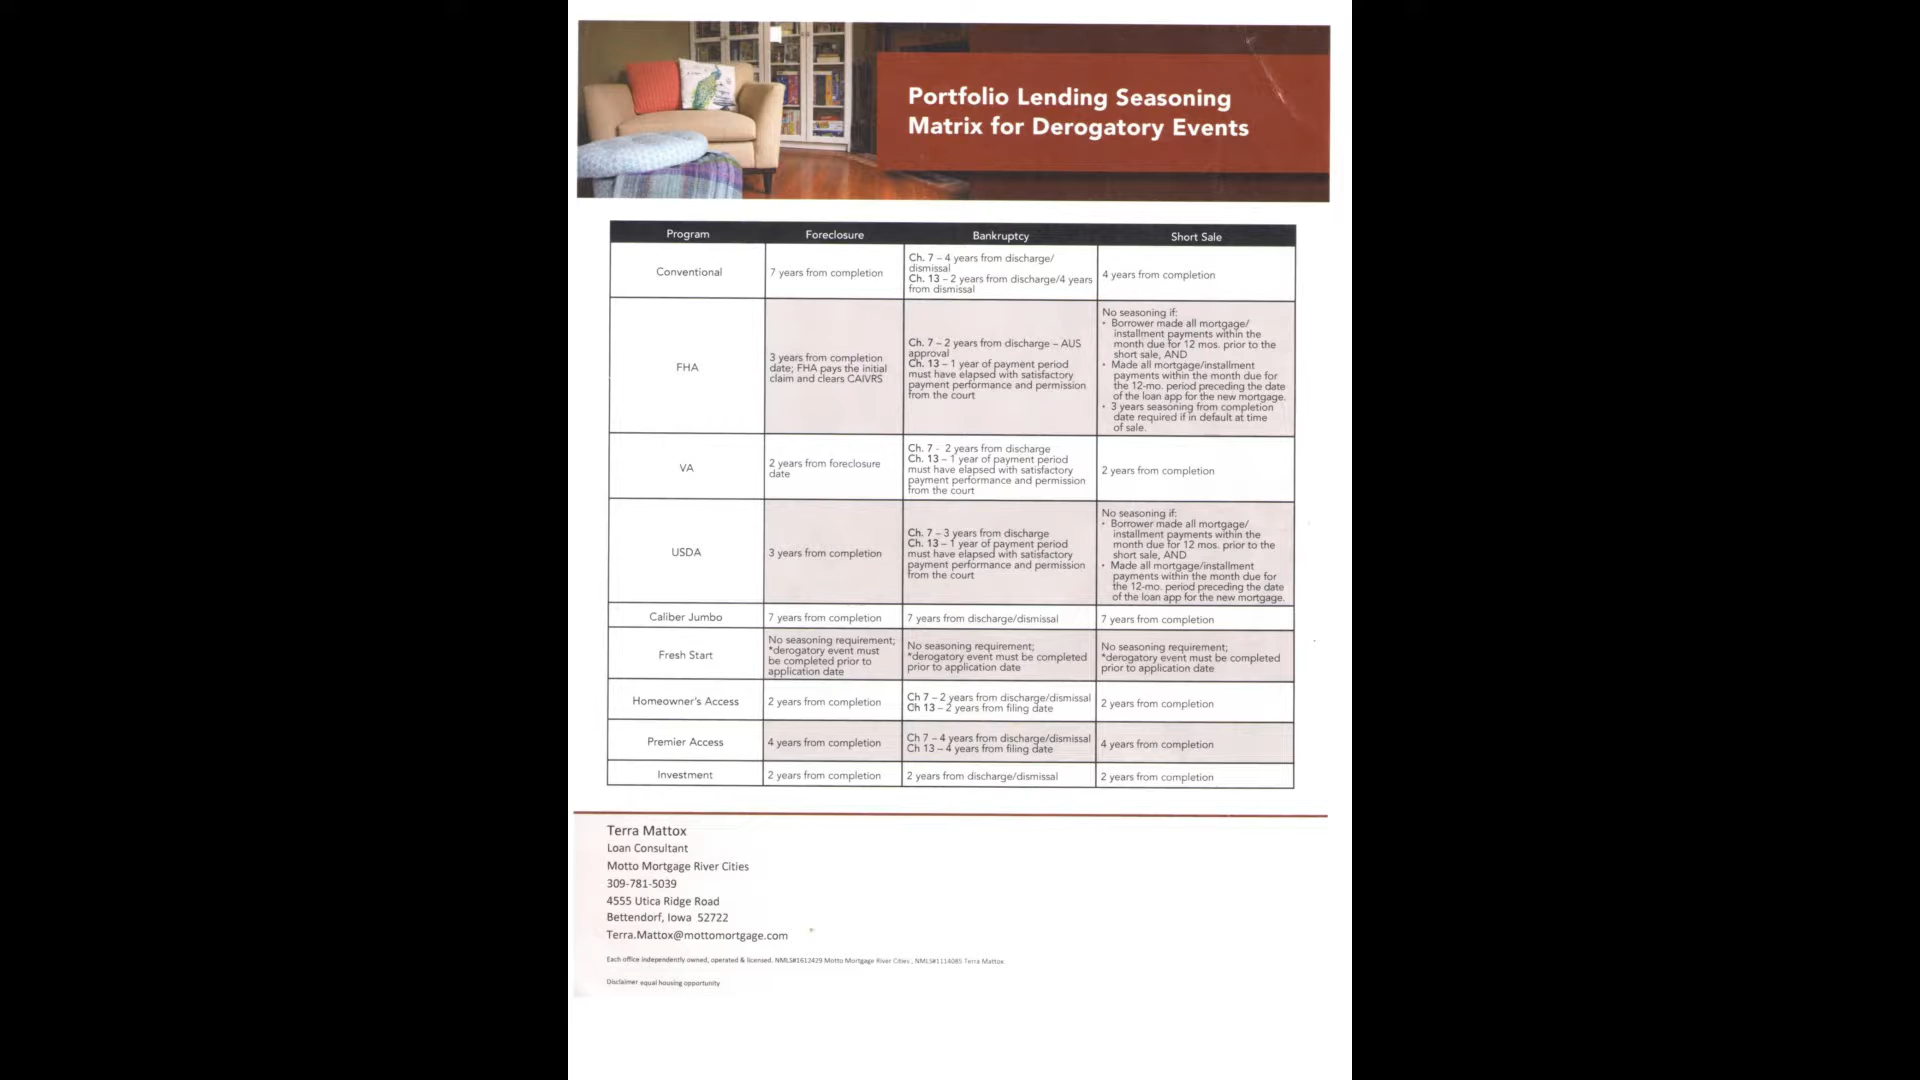 Portfolio Lending Seasoning
Matrix for Derogatory Events
Program
Foreclosure
Bankruptcy
Short Sale
Conventional
7 years from completion
Ch. 7 – 4 years from discharge/
dismissal
Ch. 13 – 2 years from discharge/4 years
from dismissal
4 years from completion
FHA
3 years from completion
date; FHA pays the initial
claim and clears CAIVRS
Ch. 7 – 2 years from discharge – AUS
approval
Ch. 13 – 1 year of payment period
must have elapsed with satisfactory
payment performance and permission
from the court
No seasoning if:
• Borrower made all mortgage/
installment payments within the
month due for 12 mos. prior to the
short sale, AND
• Made all mortgage/installment
payments within the month due for
the 12-mo. period preceding the date
of the loan app for the new mortgage.
• 3 years seasoning from completion
date required if in default at time
of sale.
VA
2 years from foreclosure
date
Ch. 7 - 2 years from discharge
Ch. 13 – 1 year of payment period
must have elapsed with satisfactory
payment performance and permission
from the court
2 years from completion
USDA
3 years from completion
Ch. 7 – 3 years from discharge
Ch. 13 – 1 year of payment period
must have elapsed with satisfactory
payment performance and permission
from the court
No seasoning if:
• Borrower made all mortgage/
installment payments within the
month due for 12 mos. prior to the
short sale, AND
• Made all mortgage/installment
payments within the month due for
the 12-mo. period preceding the date
of the loan app for the new mortgage.
Caliber Jumbo
7 years from completion
7 years from discharge/dismissal
7 years from completion
Fresh Start
No seasoning requirement;
*derogatory event must
be completed prior to
application date
No seasoning requirement;
*derogatory event must be completed
prior to application date
No seasoning requirement;
*derogatory event must be completed
prior to application date
Homeowner's Access
2 years from completion
Ch 7 – 2 years from discharge/dismissal
Ch 13 – 2 years from filing date
2 years from completion
Premier Access
4 years from completion
Ch 7 – 4 years from discharge/dismissal
Ch 13 – 4 years from filing date
4 years from completion
Investment
2 years from completion
2 years from discharge/dismissal
2 years from completion
Terra Mattox
Loan Consultant
Motto Mortgage River Cities
309-781-5039
4555 Utica Ridge Road
Bettendorf, Iowa 52722
Terra.Mattox@mottomortgage.com
Each office independently owned, operated & licensed. NMLS#1612429 Motto Mortgage River Cities , NMLS#1114085 Terra Mattox.
Disclaimer equal housing opportunity